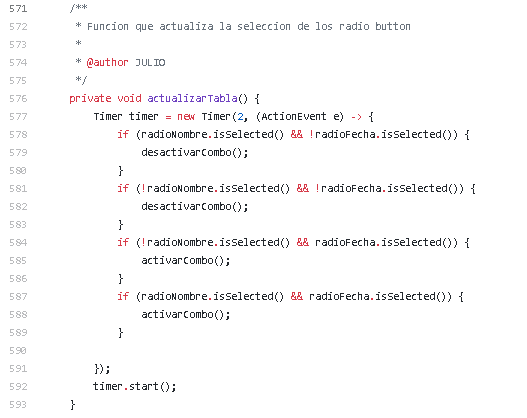 571 /**
572 * Funcion que actualiza la seleccion de los radio button
573 *
574 * @author JULIO
575 */
576 private void actualizarTabla() {
577 Timer timer = new Timer(2, (ActionEvent e) -> {
578 if (radioNombre.isSelected() && !radioFecha.isSelected()) {
579 desactivarCombo();
580 }
581 if (!radioNombre.isSelected() && !radioFecha.isSelected()) {
582 desactivarCombo();
583 }
584 if (!radioNombre.isSelected() && radioFecha.isSelected()) {
585 activarCombo();
586 }
587 if (radioNombre.isSelected() && radioFecha.isSelected()) {
588 activarCombo();
589 }
590
591 });
592 timer.start();
593 }